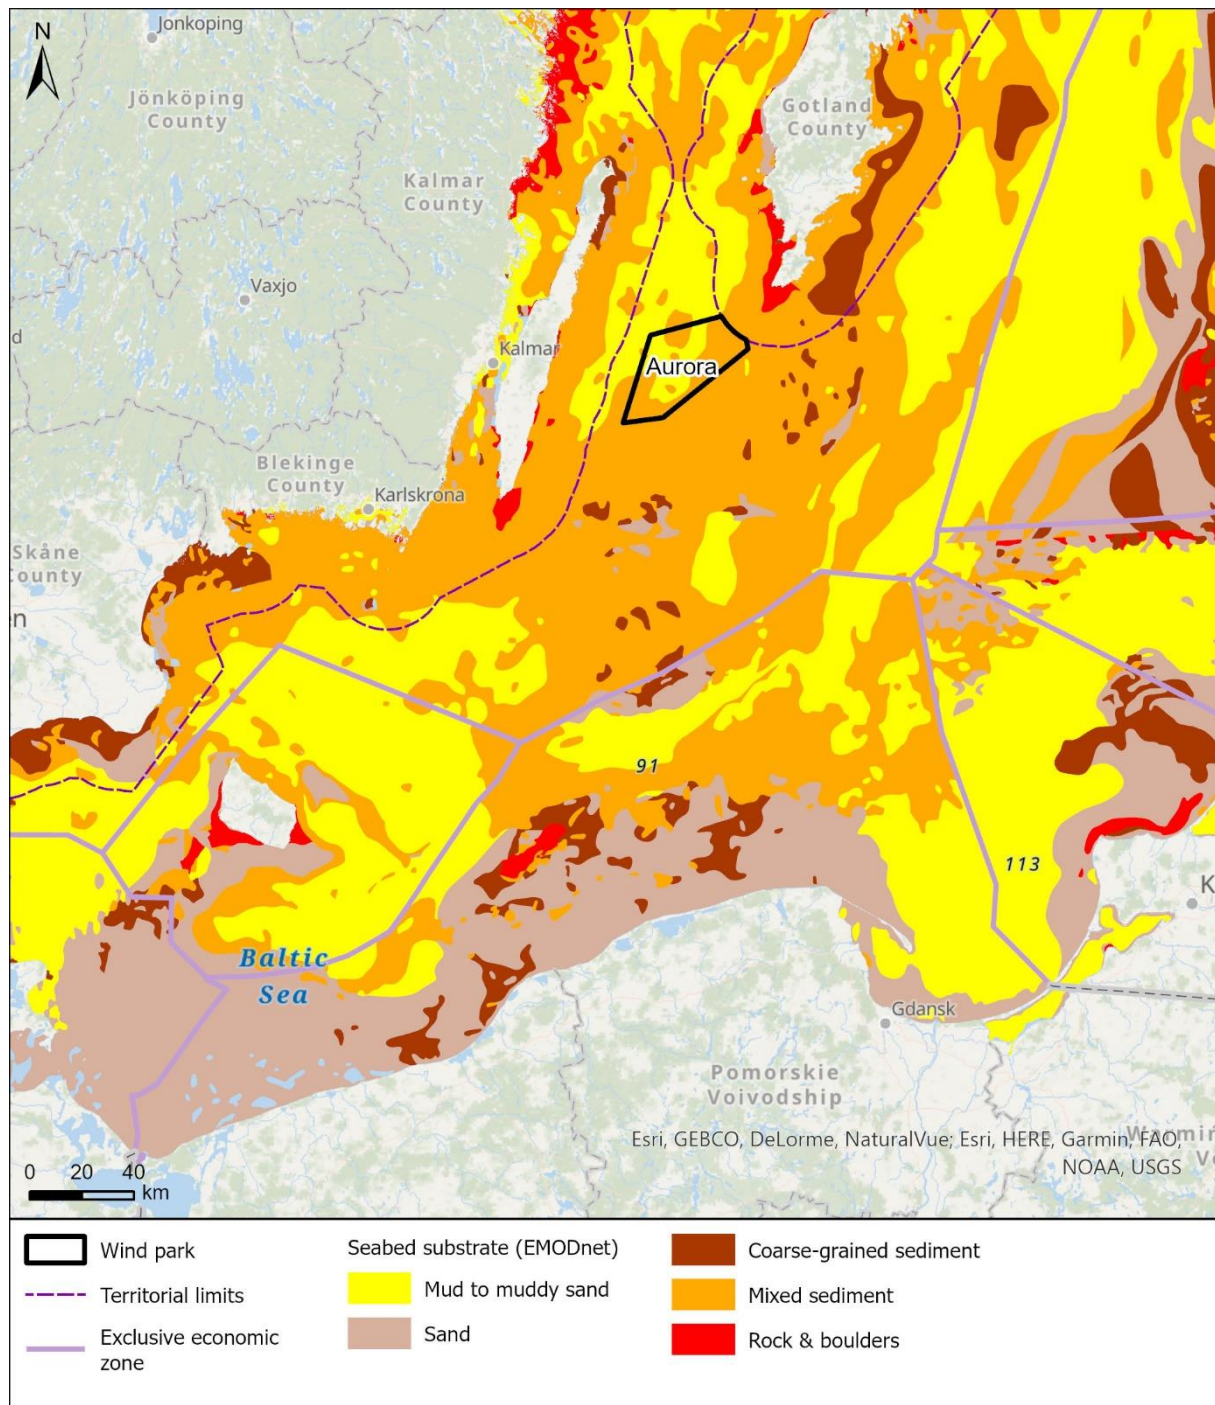 N
Jonkoping
Jönköping
County
Gotland
County
Kalmar
County
Vaxjo
d
Kalmar
Aurora
Blekinge
County
Karlskrona
Skåne
ounty
en
91
113
K
Baltic
Sea
Gdansk
Pomorskie
Voivodship
Esri, GEBCO, DeLorme, NaturalVue; Esri, HERE, Garmin, FAO,
NOAA, USGS
0 20 40
km
Wind park
Territorial limits
Exclusive economic
zone
Seabed substrate (EMODnet)
Mud to muddy sand
Sand
Coarse-grained sediment
Mixed sediment
Rock & boulders